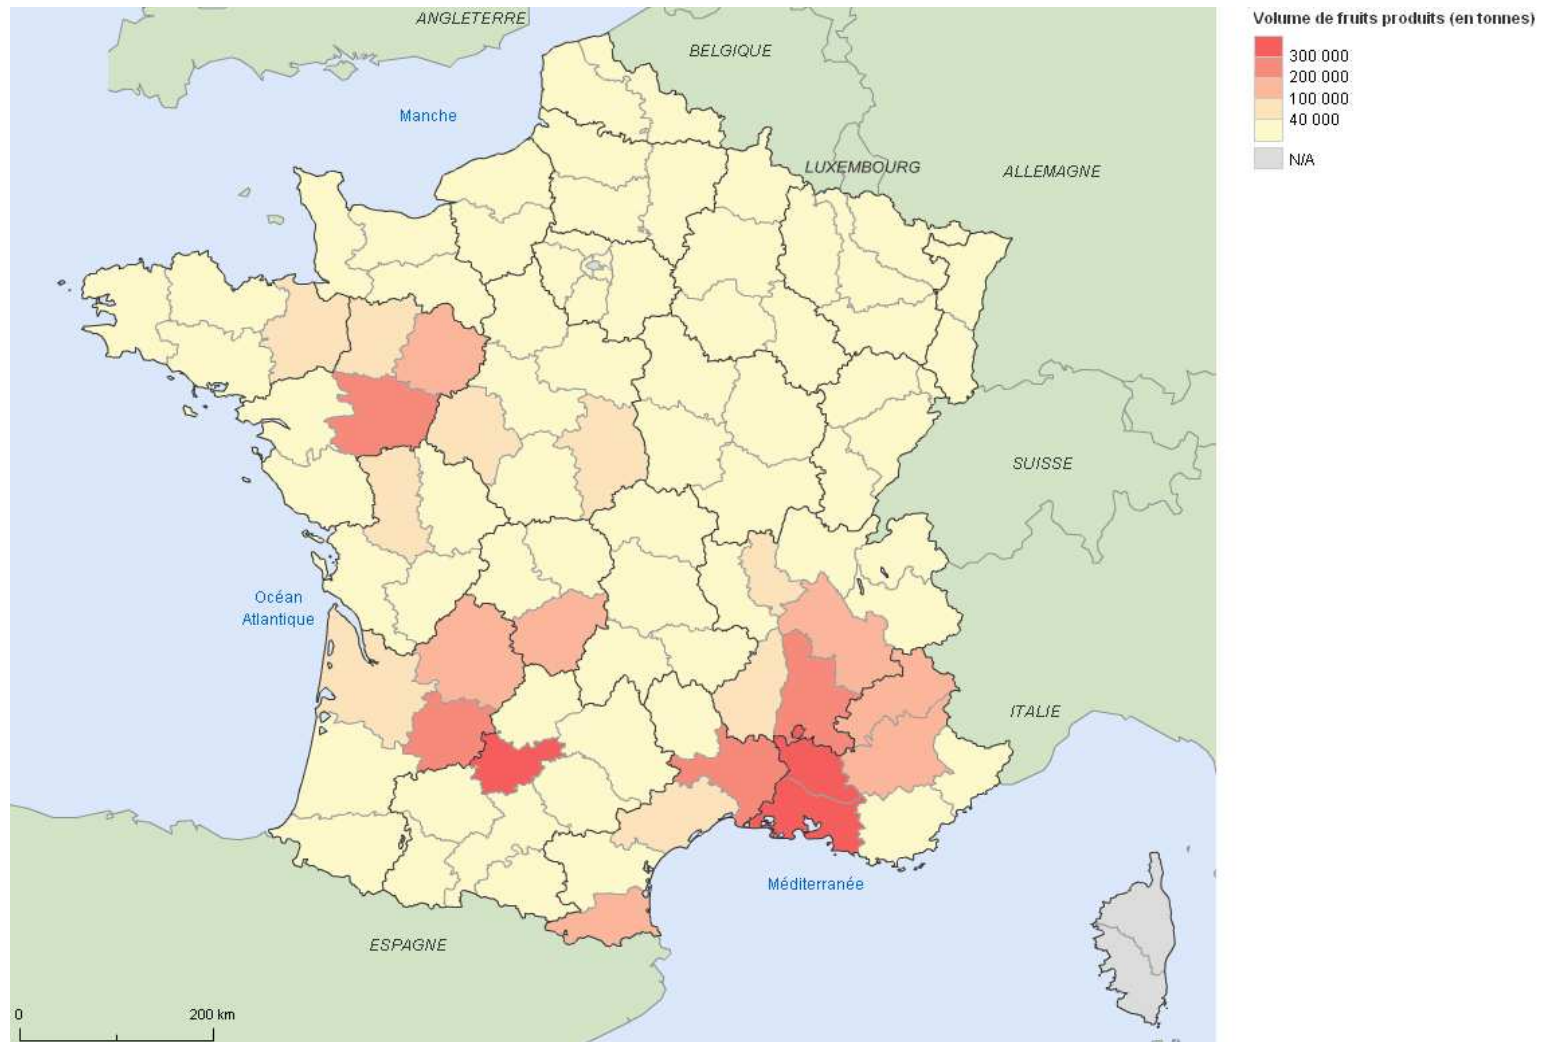 ANGLETERRE
BELGIQUE
Manche
LUXEMBOURG
ALLEMAGNE
SUISSE
Océan
Atlantique
ITALIE
Méditerranée
ESPAGNE
0
200 km
Volume de fruits produits (en tonnes)
300 000
200 000
100 000
40 000
N/A